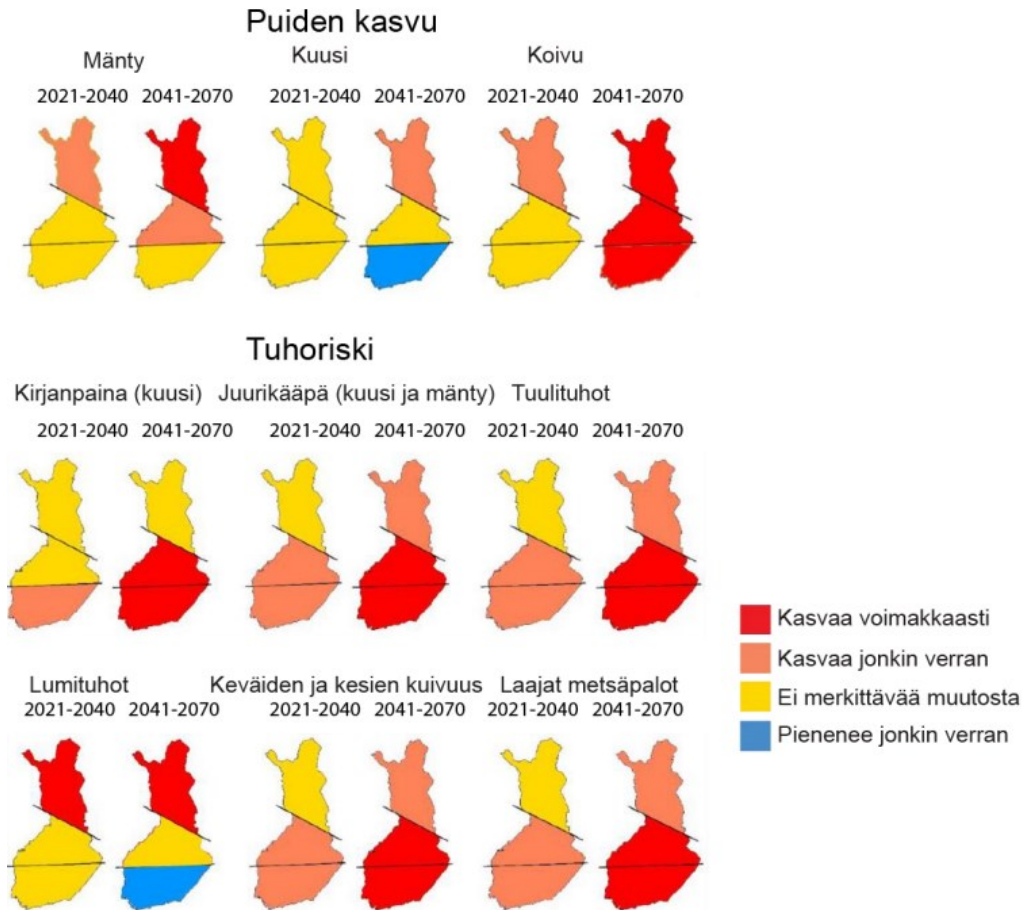 Puiden kasvu
Mänty
Kuusi
Koivu
2021-2040 2041-2070 2021-2040 2041-2070 2021-2040 2041-2070
Tuhoriski
Kirjanpaina (kuusi) Juurikääpä (kuusi ja mänty) Tuulituhot
2021-2040 2041-2070 2021-2040 2041-2070 2021-2040 2041-2070
Kasvaa voimakkaasti
Kasvaa jonkin verran
Ei merkittävää muutosta
Pienenee jonkin verran
Lumituhot Keväiden ja kesien kuivuus Laajat metsäpalot
2021-2040 2041-2070 2021-2040 2041-2070 2021-2040 2041-2070